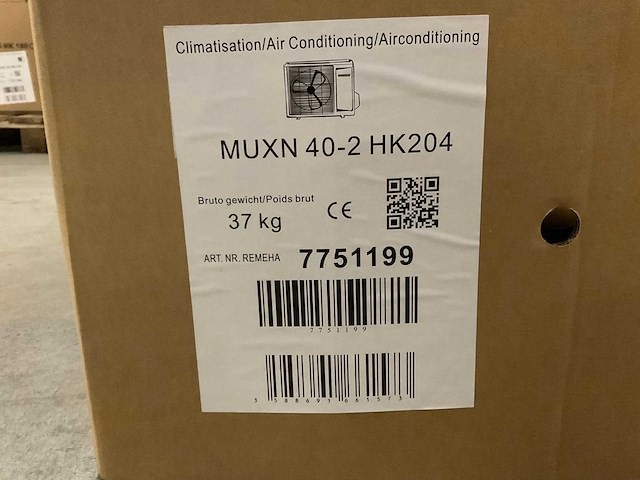 Climatisation/Air Conditioning/Airconditioning
MUXN 40-2 HK204
Bruto gewicht/Poids brut
37 kg
CE
ART. NR. REMEHA 7751199
7751199